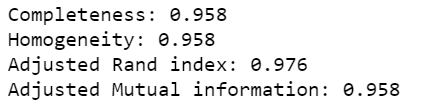 Completeness: 0.958
Homogeneity: 0.958
Adjusted Rand index: 0.976
Adjusted Mutual information: 0.958